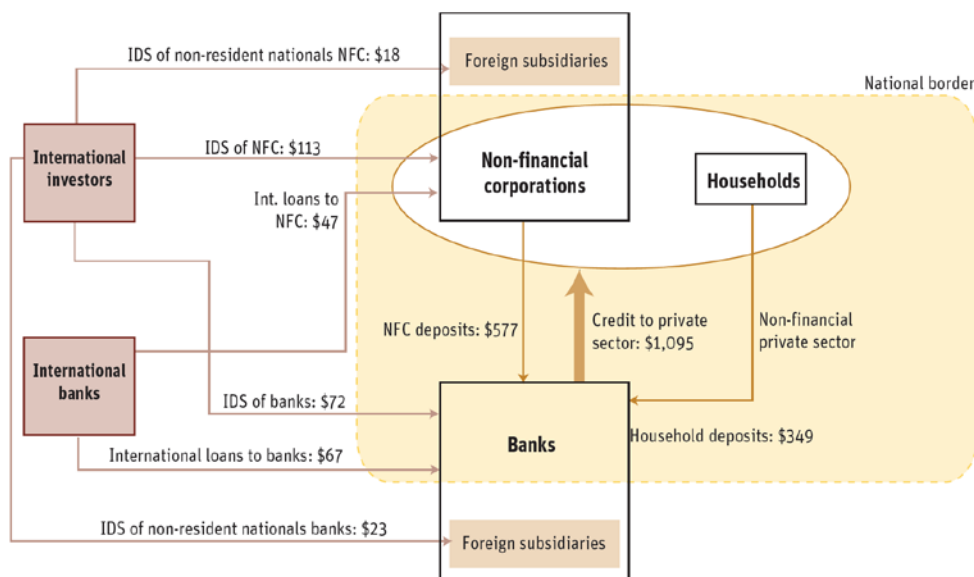 IDS of non-resident nationals NFC: $18
Foreign subsidiaries
National border
International
investors
IDS of NFC: $113
Non-financial
corporations
Households
Int. loans to
NFC: $47
NFC deposits: $577
Credit to private
sector: $1,095
Non-financial
private sector
International
banks
IDS of banks: $72
Banks
Household deposits: $349
International loans to banks: $67
IDS of non-resident nationals banks: $23
Foreign subsidiaries